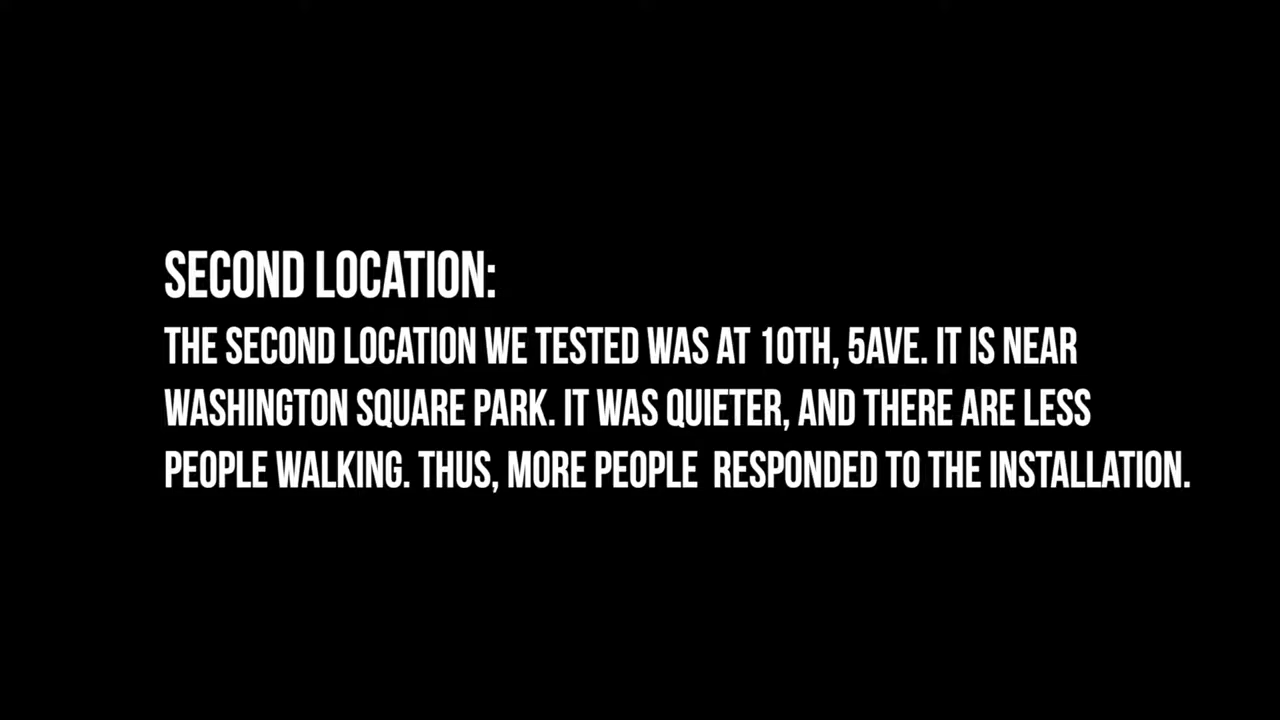 SECOND LOCATION:
THE SECOND LOCATION WE TESTED WAS AT 10TH, 5AVE. IT IS NEAR
WASHINGTON SQUARE PARK. IT WAS QUIETER, AND THERE ARE LESS
PEOPLE WALKING. THUS, MORE PEOPLE  RESPONDED TO THE INSTALLATION.